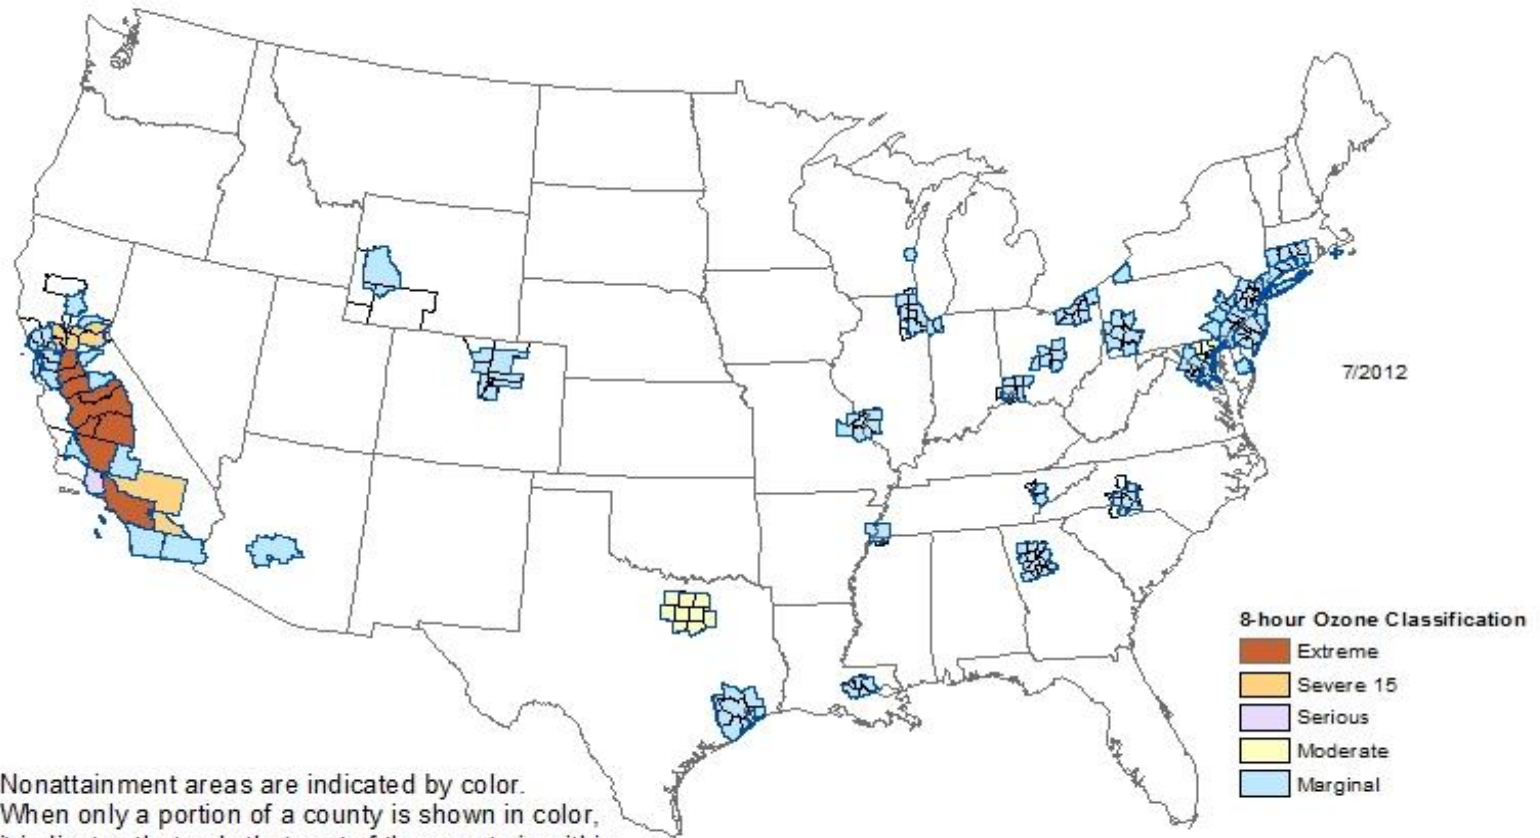 7/2012
8-hour Ozone Classification
Extreme
Severe 15
Serious
Moderate
Marginal
Nonattainment areas are indicated by color.
When only a portion of a county is shown in color,